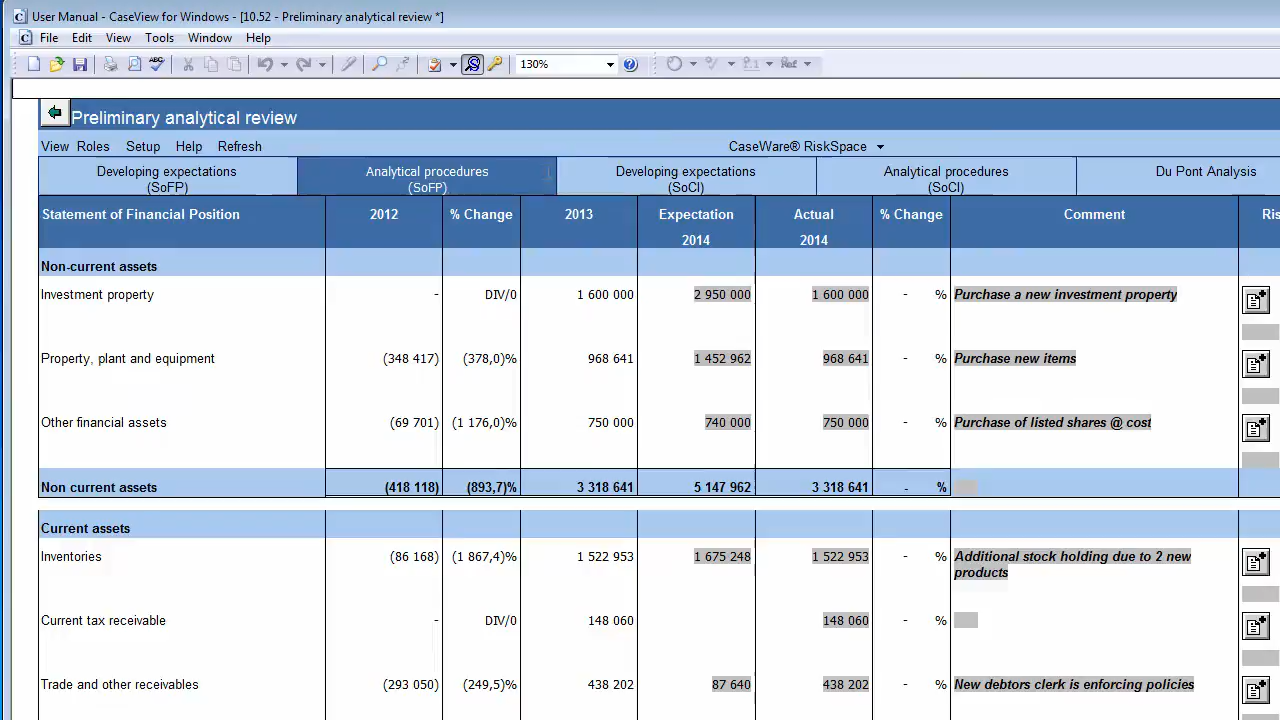 User Manual - CaseView for Windows - [10.52 - Preliminary analytical review *]
File Edit View Tools Window Help
130%
Preliminary analytical review
View Roles Setup Help Refresh CaseWare® RiskSpace
Developing expectations (SoFP) Analytical procedures (SoFP) Developing expectations (SoCI) Analytical procedures (SoCI) Du Pont Analysis
Statement of Financial Position 2012 % Change 2013 Expectation 2014 Actual 2014 % Change Comment
Non-current assets
Investment property - DIV/0 1 600 000 2 950 000 1 600 000 - % Purchase a new investment property
Property, plant and equipment (348 417) (378,0)% 968 641 1 452 962 968 641 - % Purchase new items
Other financial assets (69 701) (1 176,0)% 750 000 740 000 750 000 - % Purchase of listed shares @ cost
Non current assets (418 118) (893,7)% 3 318 641 5 147 962 3 318 641 - %
Current assets
Inventories (86 168) (1 867,4)% 1 522 953 1 675 248 1 522 953 - % Additional stock holding due to 2 new
products
Current tax receivable - DIV/0 148 060 148 060 - %
Trade and other receivables (293 050) (249,5)% 438 202 87 640 438 202 - % New debtors clerk is enforcing policies